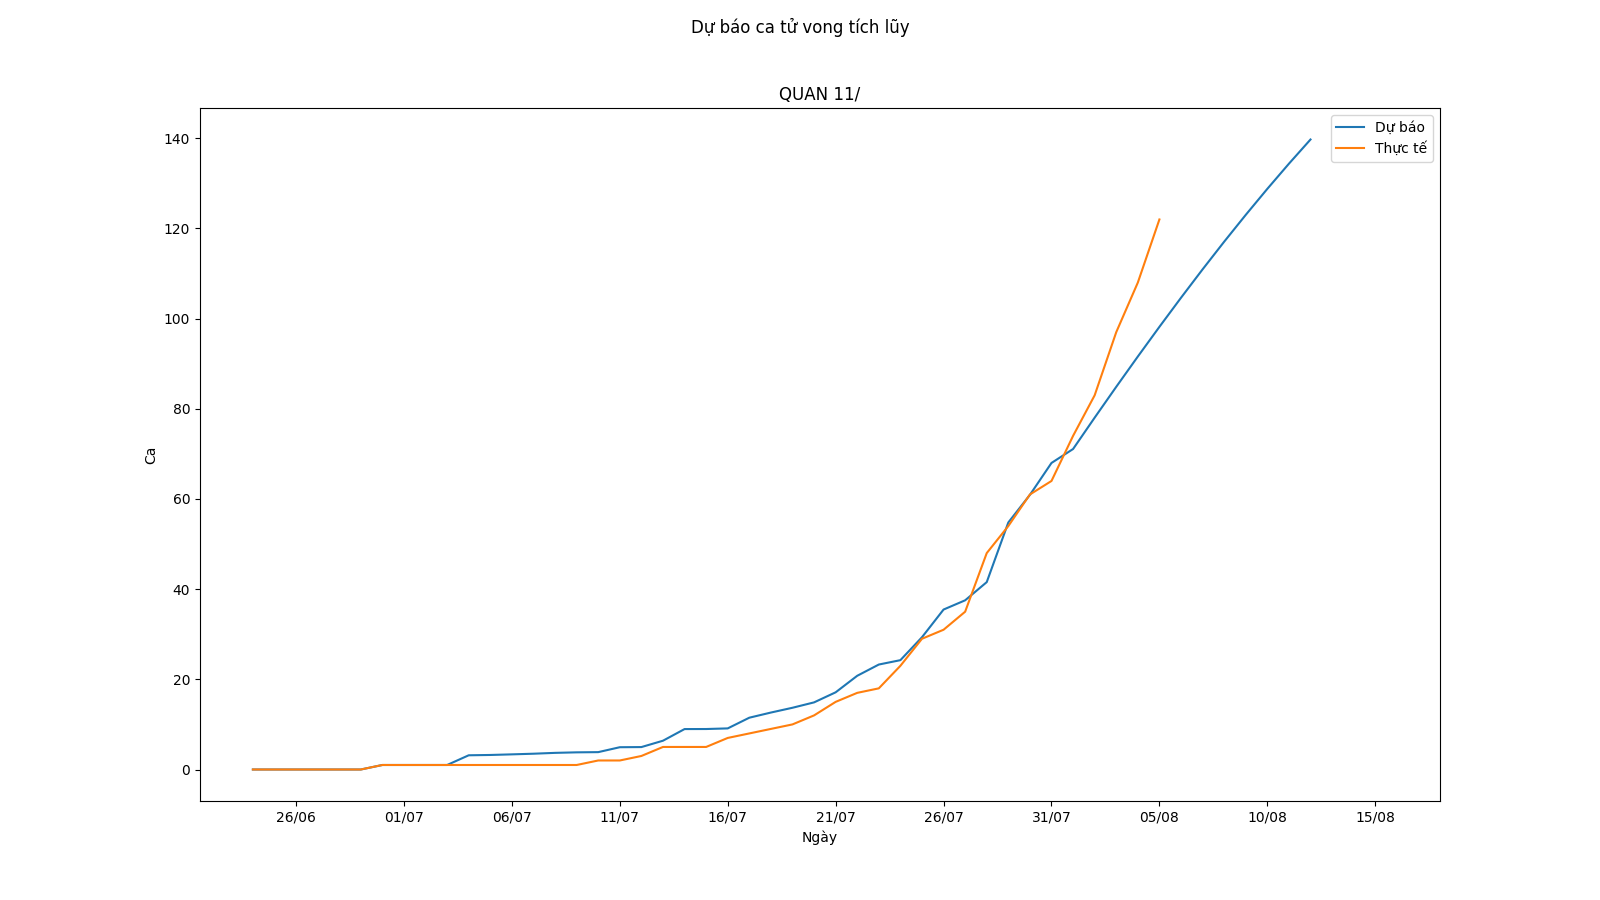 Dự báo ca tử vong tích lũy
QUAN 11/
Dự báo
Thực tế
140
120
100
80
60
40
20
0
Ca
26/06 01/07 06/07 11/07 16/07 21/07 26/07 31/07 05/08 10/08 15/08
Ngày